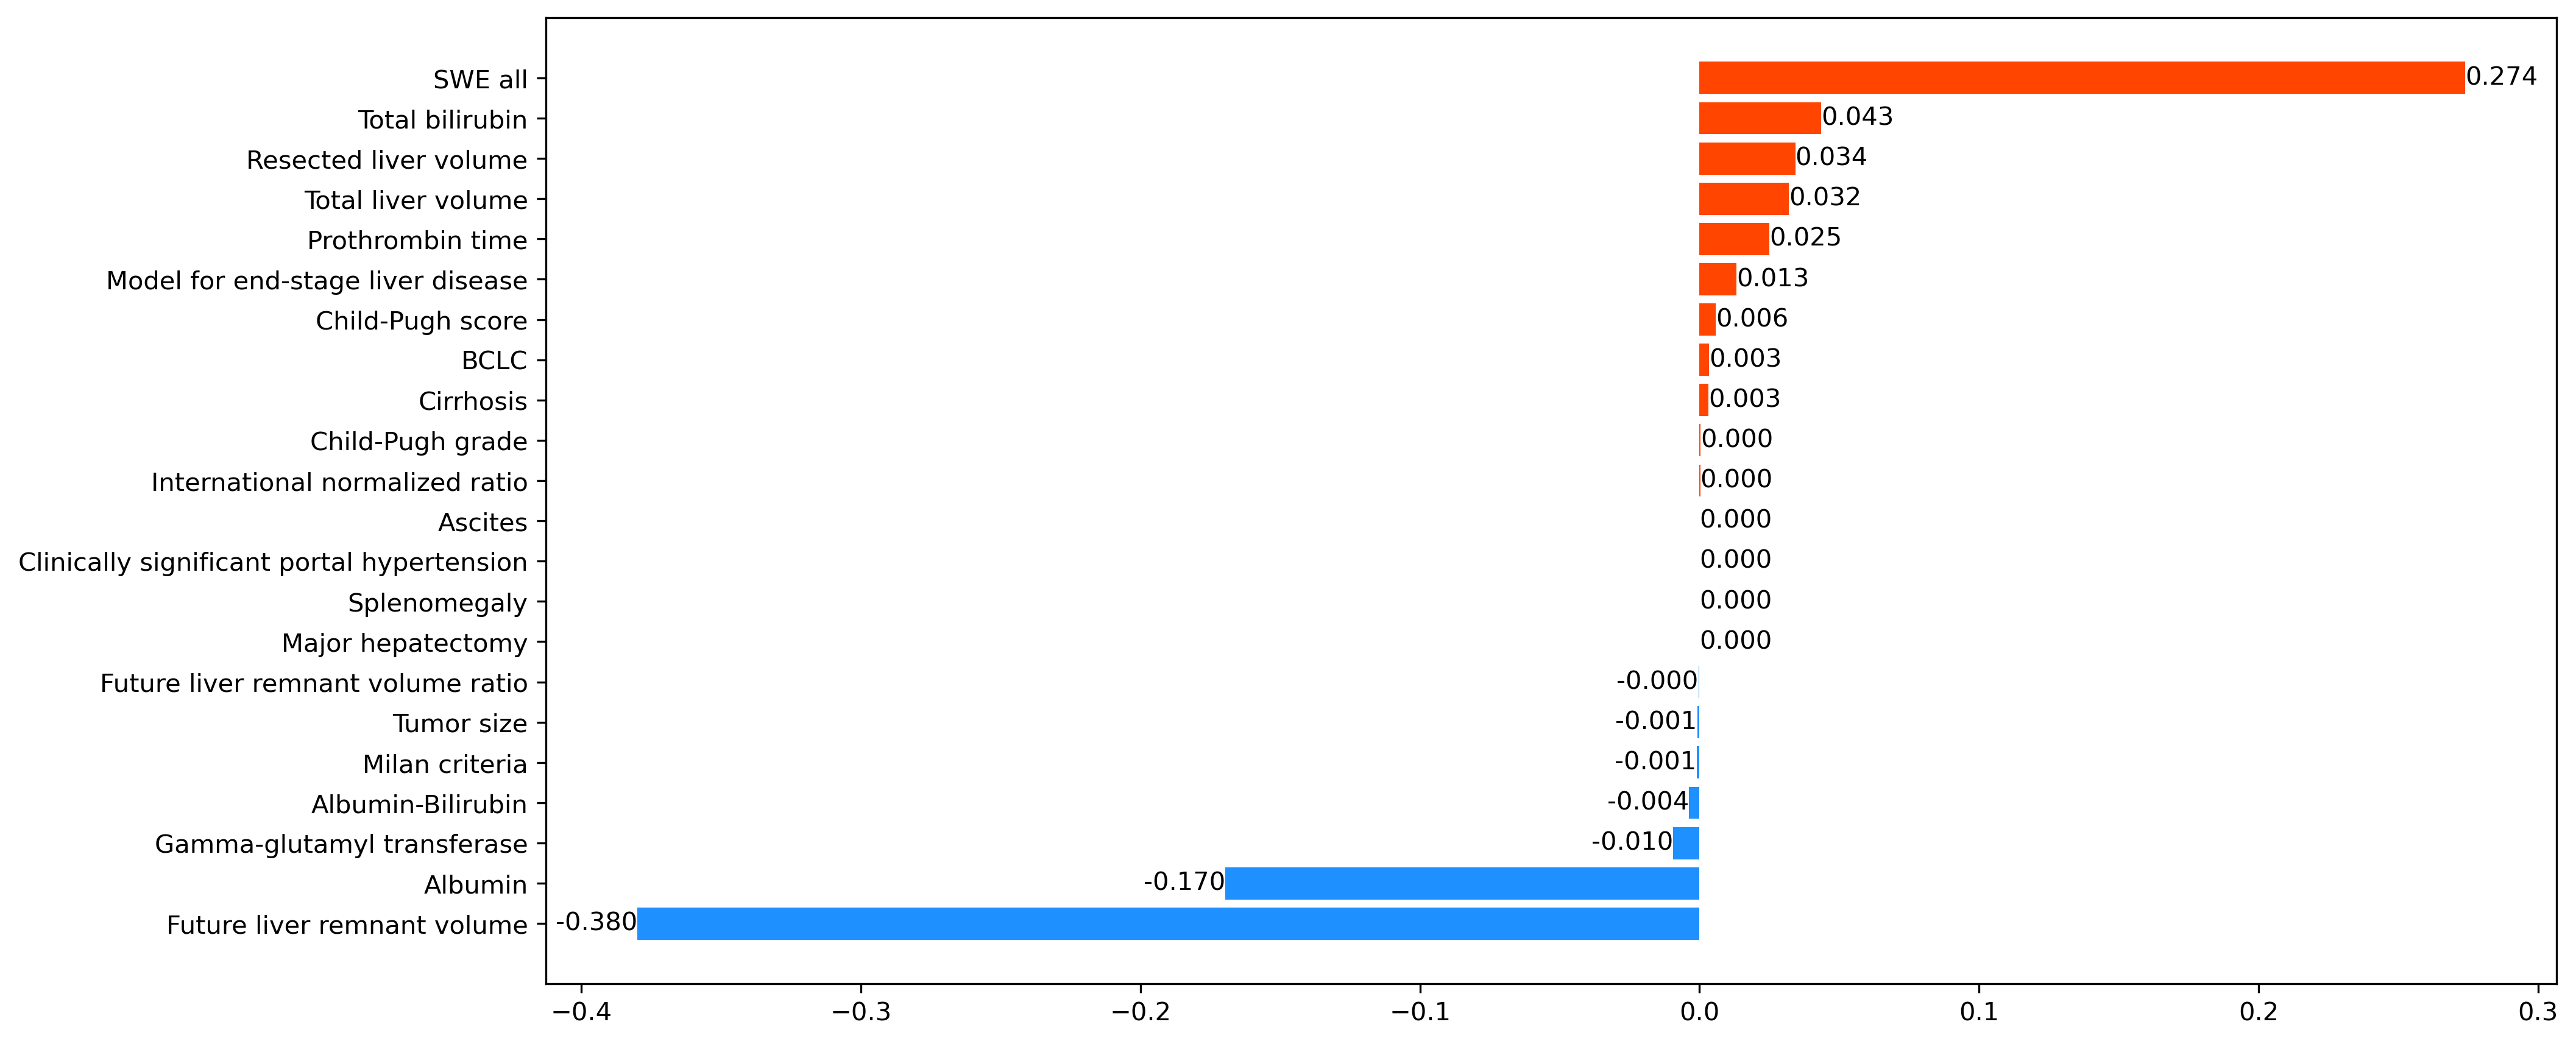 SWE all 0.274
Total bilirubin 0.043
Resected liver volume 0.034
Total liver volume 0.032
Prothrombin time 0.025
Model for end-stage liver disease 0.013
Child-Pugh score 0.006
BCLC 0.003
Cirrhosis 0.003
Child-Pugh grade 0.000
International normalized ratio 0.000
Ascites 0.000
Clinically significant portal hypertension 0.000
Splenomegaly 0.000
Major hepatectomy 0.000
Future liver remnant volume ratio -0.000
Tumor size -0.001
Milan criteria -0.001
Albumin-Bilirubin -0.004
Gamma-glutamyl transferase -0.010
Albumin -0.170
Future liver remnant volume -0.380
−0.4 −0.3 −0.2 −0.1 0.0 0.1 0.2 0.3